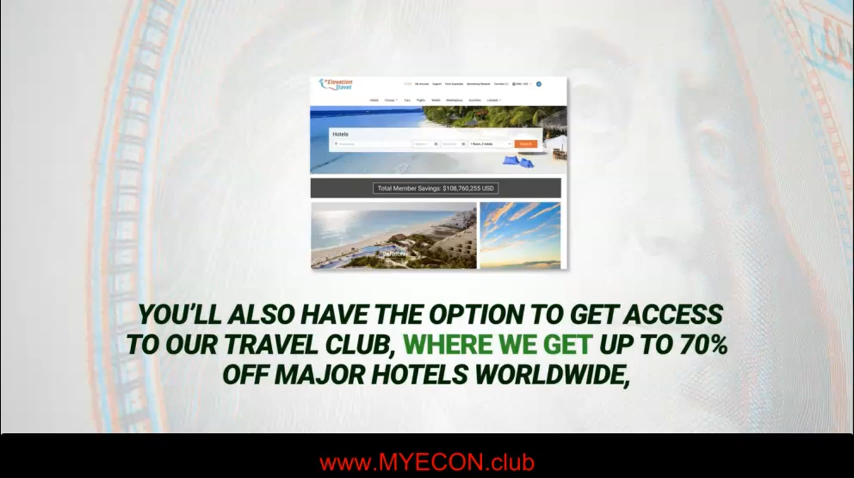 Elevation
Travel
Hotels
Search
Total Member Savings: $108,760,255 USD
YOU'LL ALSO HAVE THE OPTION TO GET ACCESS
TO OUR TRAVEL CLUB, WHERE WE GET UP TO 70%
OFF MAJOR HOTELS WORLDWIDE,
www.MYECON.club